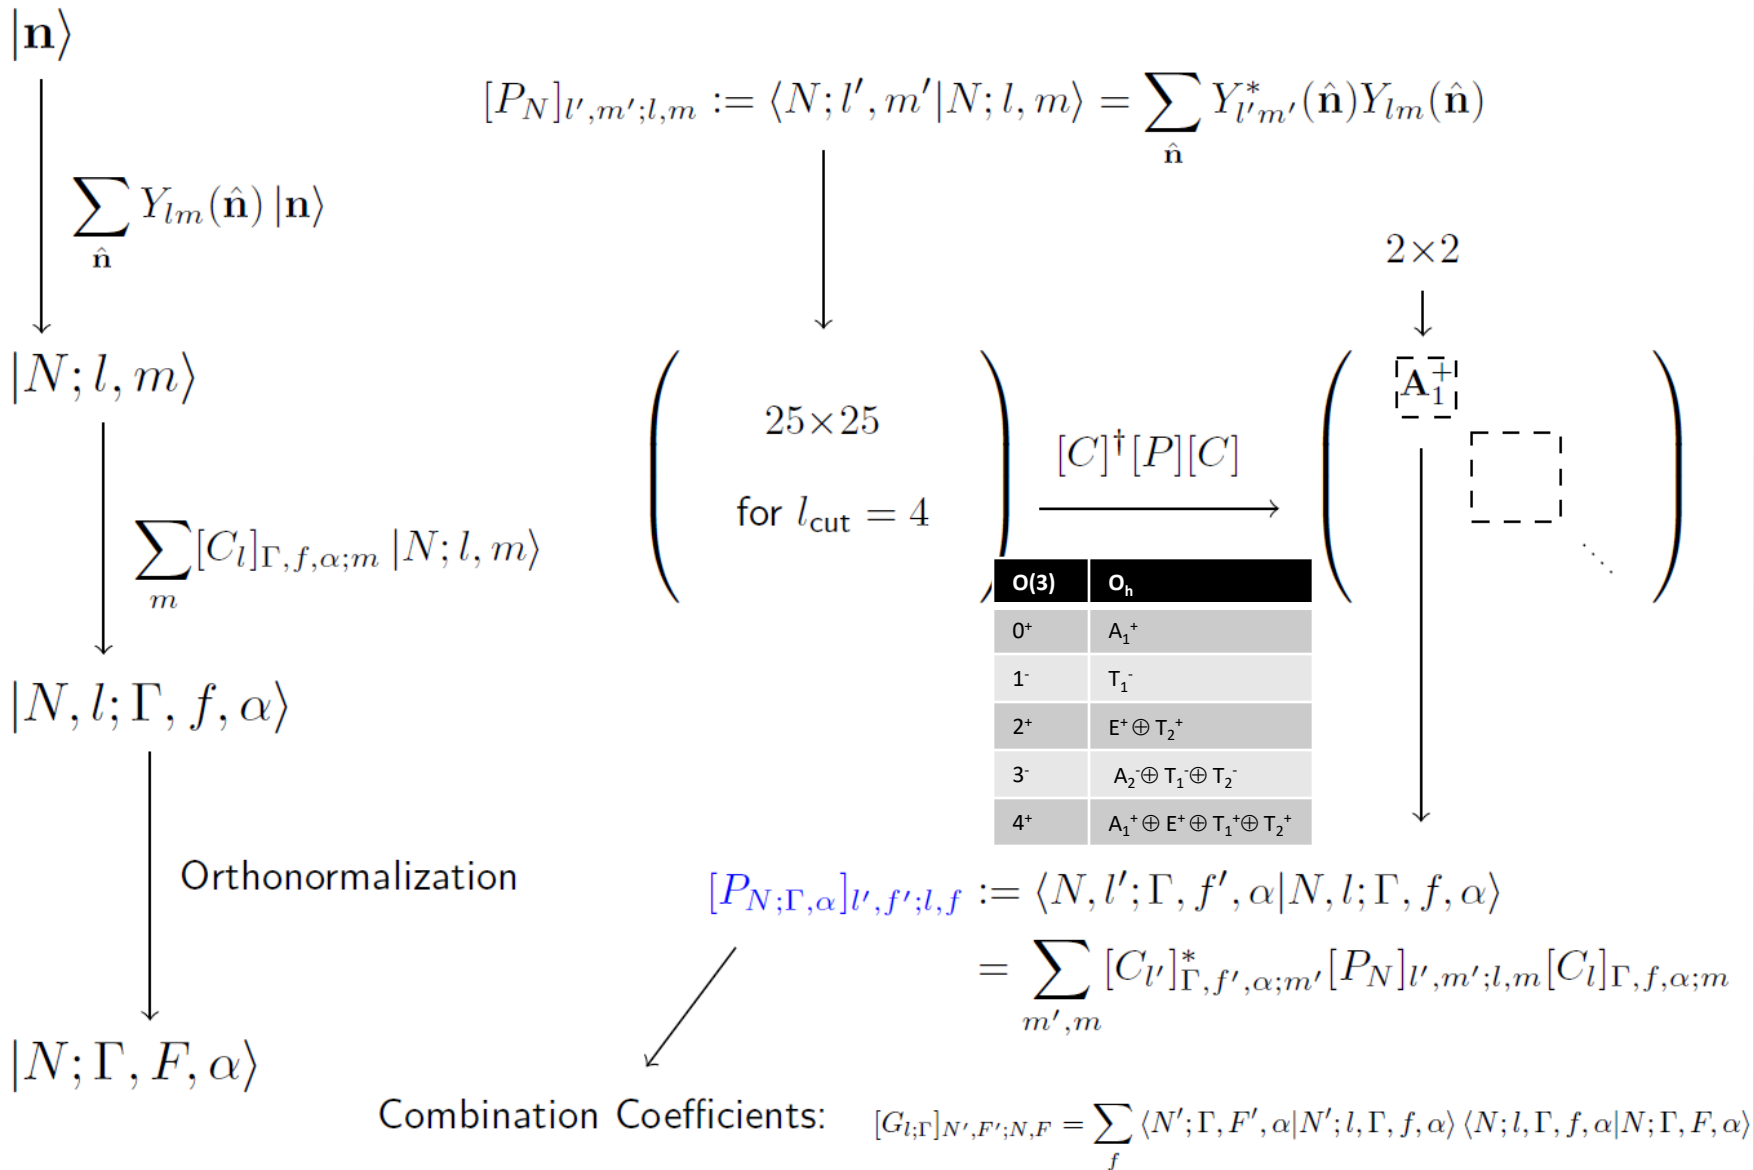 |n⟩
[P_N]_{l′,m′;l,m} := ⟨N; l′, m′|N; l, m⟩ = ∑_{n̂} Y*_{l′m′}(n̂)Y_{lm}(n̂)
∑_{n̂} Y_{lm}(n̂) |n⟩
2×2
|N; l, m⟩
A_1^+
25×25
[C]^†[P][C]
for l_cut = 4
∑_m [C_l]_{Γ,f,α;m} |N; l, m⟩
O(3) O_h
0^+ A_1^+
1^- T_1^-
2^+ E^+ ⊕ T_2^+
3^- A_2^- ⊕ T_1^- ⊕ T_2^-
4^+ A_1^+ ⊕ E^+ ⊕ T_1^+ ⊕ T_2^+
|N, l; Γ, f, α⟩
Orthonormalization
[P_{N;Γ,α}]_{l′,f′;l,f} := ⟨N, l′; Γ, f′, α|N, l; Γ, f, α⟩
= ∑_{m′,m} [C_{l′}]*_{Γ,f′,α;m′} [P_N]_{l′,m′;l,m} [C_l]_{Γ,f,α;m}
|N; Γ, F, α⟩
Combination Coefficients: [G_{l;Γ}]_{N′,F′;N,F} = ∑_f ⟨N′; Γ, F′, α|N′; l, Γ, f, α⟩ ⟨N; l, Γ, f, α|N; Γ, F, α⟩